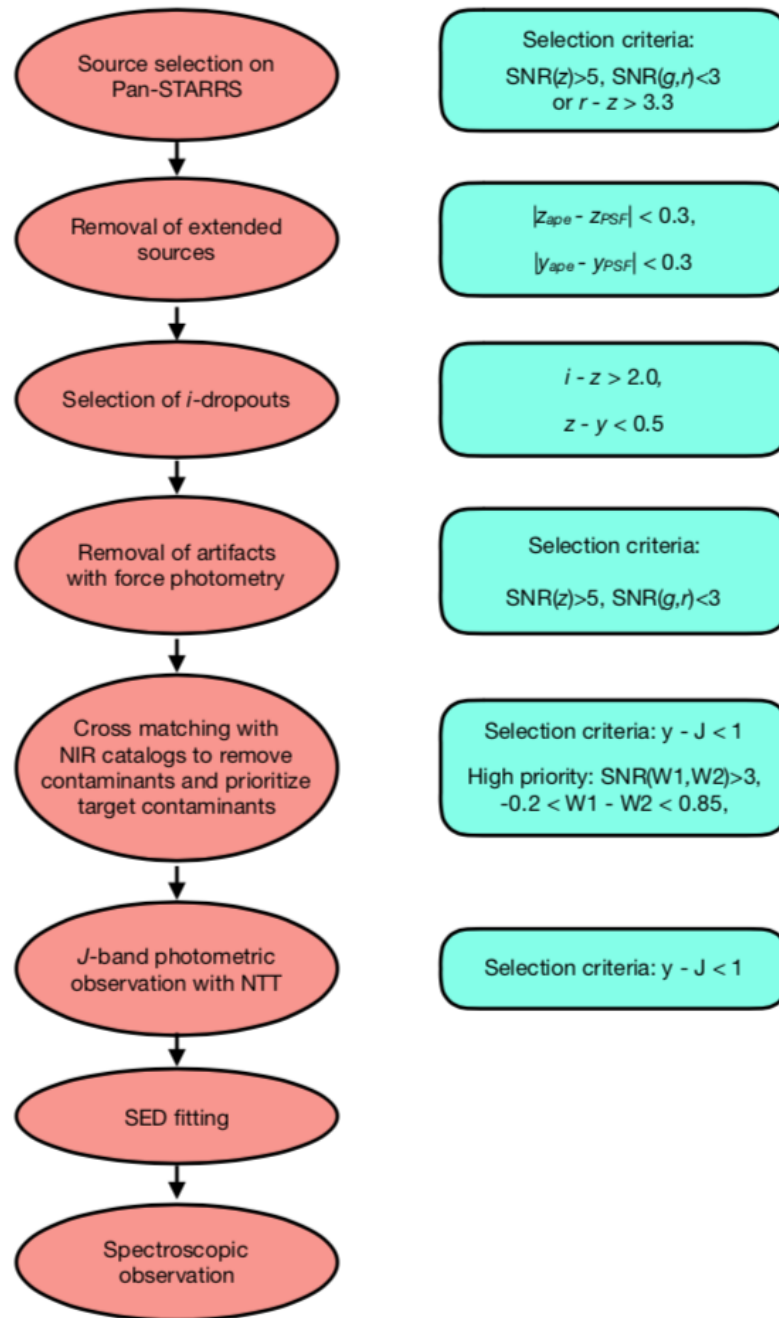 Source selection on
Pan-STARRS
Selection criteria:
SNR(z)>5, SNR(g,r)<3
or r - z > 3.3
Removal of extended
sources
|zape - zPSF| < 0.3,
|yape - yPSF| < 0.3
Selection of i-dropouts
i - z > 2.0,
z - y < 0.5
Removal of artifacts
with force photometry
Selection criteria:
SNR(z)>5, SNR(g,r)<3
Cross matching with
NIR catalogs to remove
contaminants and prioritize
target contaminants
Selection criteria: y - J < 1
High priority: SNR(W1,W2)>3,
-0.2 < W1 - W2 < 0.85,
J-band photometric
observation with NTT
Selection criteria: y - J < 1
SED fitting
Spectroscopic
observation